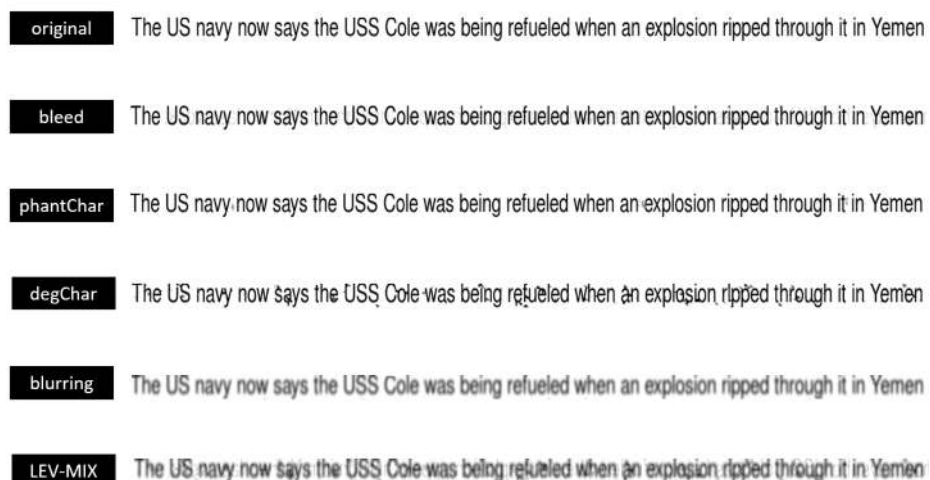 original The US navy now says the USS Cole was being refueled when an explosion ripped through it in Yemen
bleed The US navy now says the USS Cole was being refueled when an explosion ripped through it in Yemen
phantChar The US navy now says the USS Cole was being refueled when an explosion ripped through it in Yemen
degChar The US navy now says the USS Cole was being refueled when an explosion ripped through it in Yemen
blurring The US navy now says the USS Cole was being refueled when an explosion ripped through it in Yemen
LEV-MIX The US navy now says the USS Cole was being refueled when an explosion ripped through it in Yemen